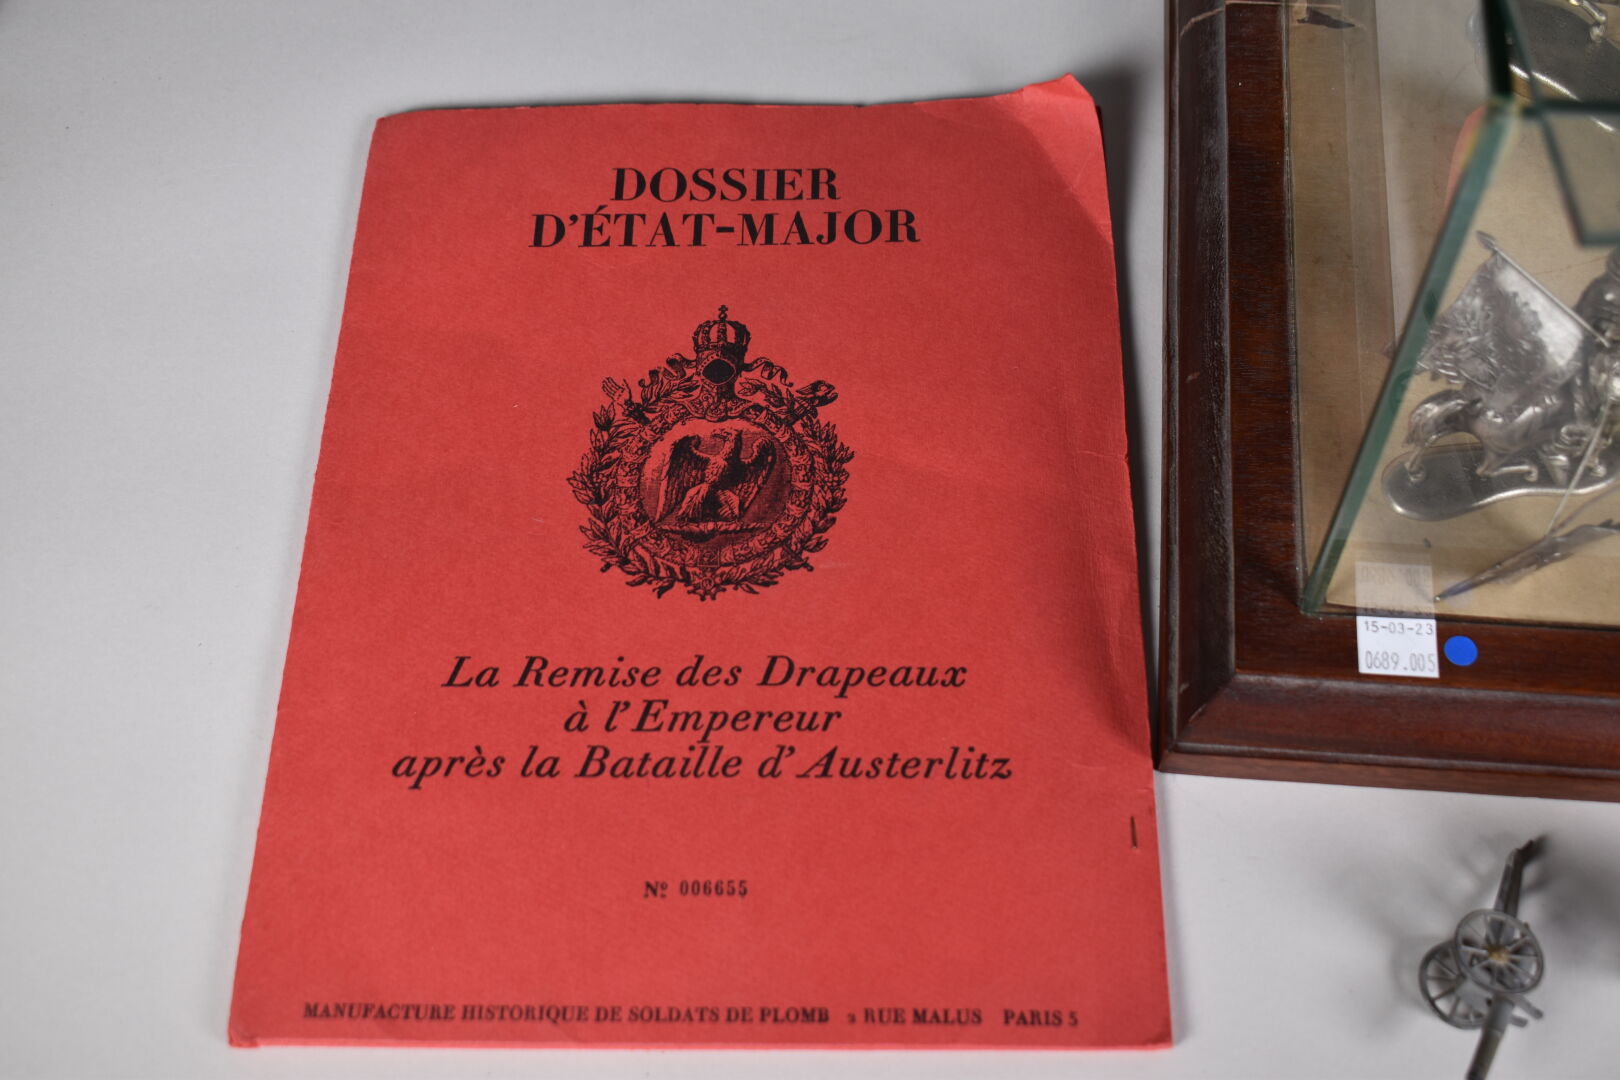 DOSSIER
D'ÉTAT-MAJOR
La Remise des Drapeaux
à l'Empereur
après la Bataille d'Austerlitz
Nº 006655
MANUFACTURE HISTORIQUE DE SOLDATS DE PLOMB 2 RUE MALUS PARIS 5
15-03-23
0689.005